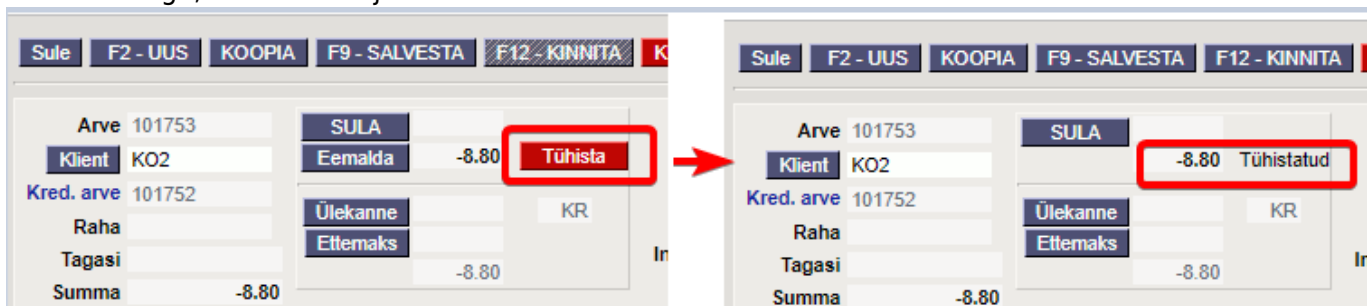 Sule F2 - UUS KOOPIA F9 - SALVESTA F12 - KINNITA K
Arve 101753 SULA
Klient KO2 Eemalda -8.80 Tühista
Kred. arve 101752 Ülekanne KR
Raha Ettemaks
Tagasi -8.80
Summa -8.80
Sule F2 - UUS KOOPIA F9 - SALVESTA F12 - KINNITA
Arve 101753 SULA
Klient KO2 -8.80 Tühistatud
Kred. arve 101752 Ülekanne KR
Raha Ettemaks
Tagasi -8.80
Summa -8.80